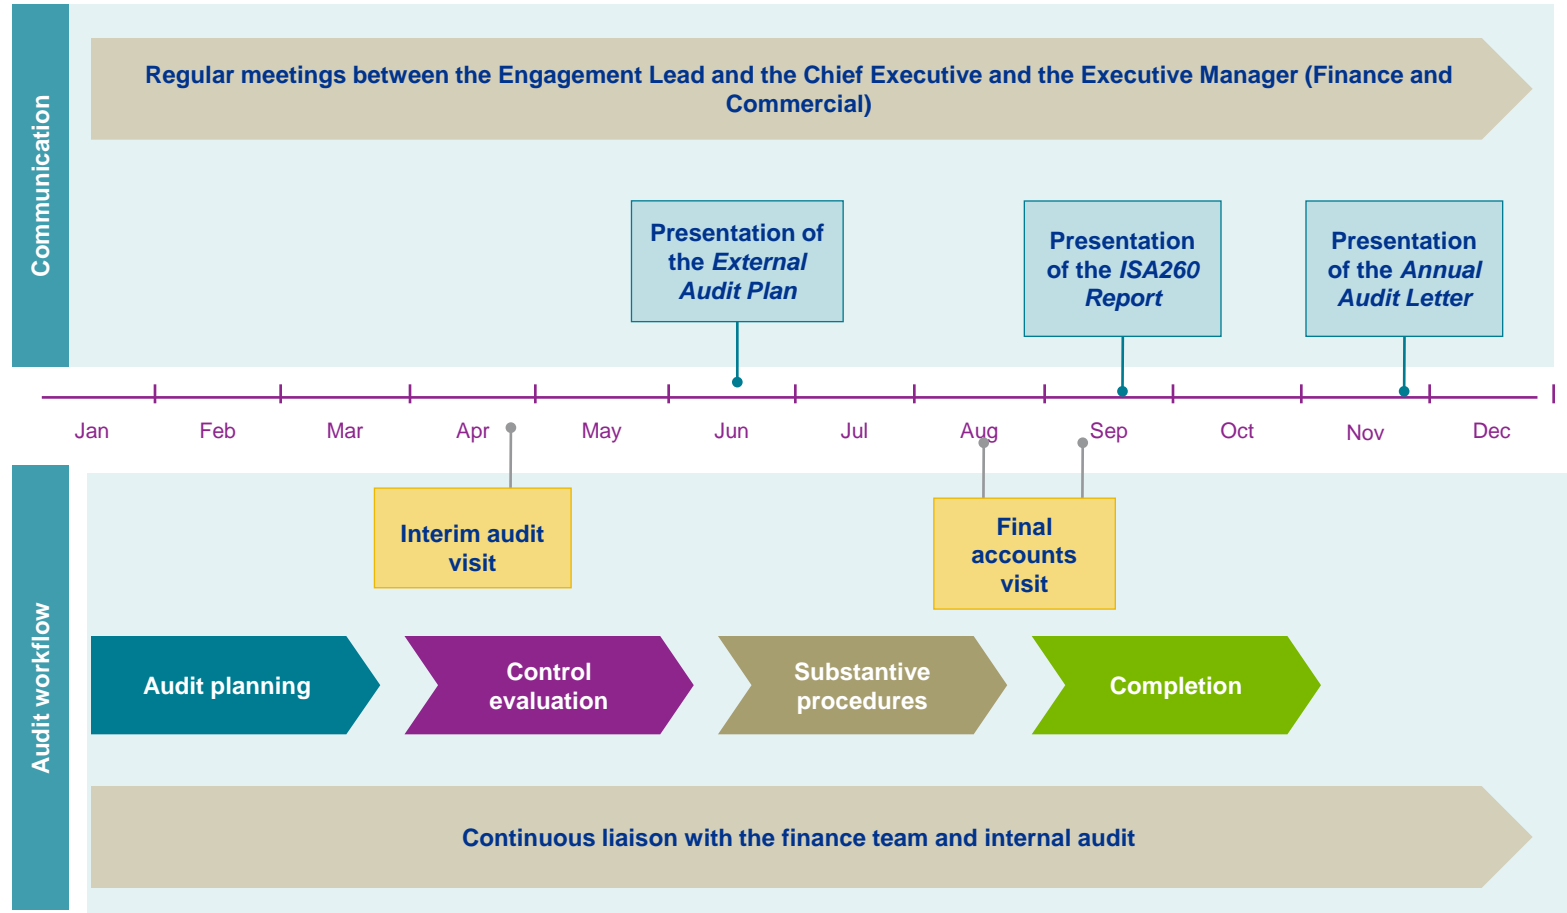 Communication
Regular meetings between the Engagement Lead and the Chief Executive and the Executive Manager (Finance and
Commercial)
Presentation of
the External
Audit Plan
Presentation
of the ISA260
Report
Presentation
of the Annual
Audit Letter
Jan Feb Mar Apr May Jun Jul Aug Sep Oct Nov Dec
Audit workflow
Interim audit
visit
Final
accounts
visit
Audit planning
Control
evaluation
Substantive
procedures
Completion
Continuous liaison with the finance team and internal audit